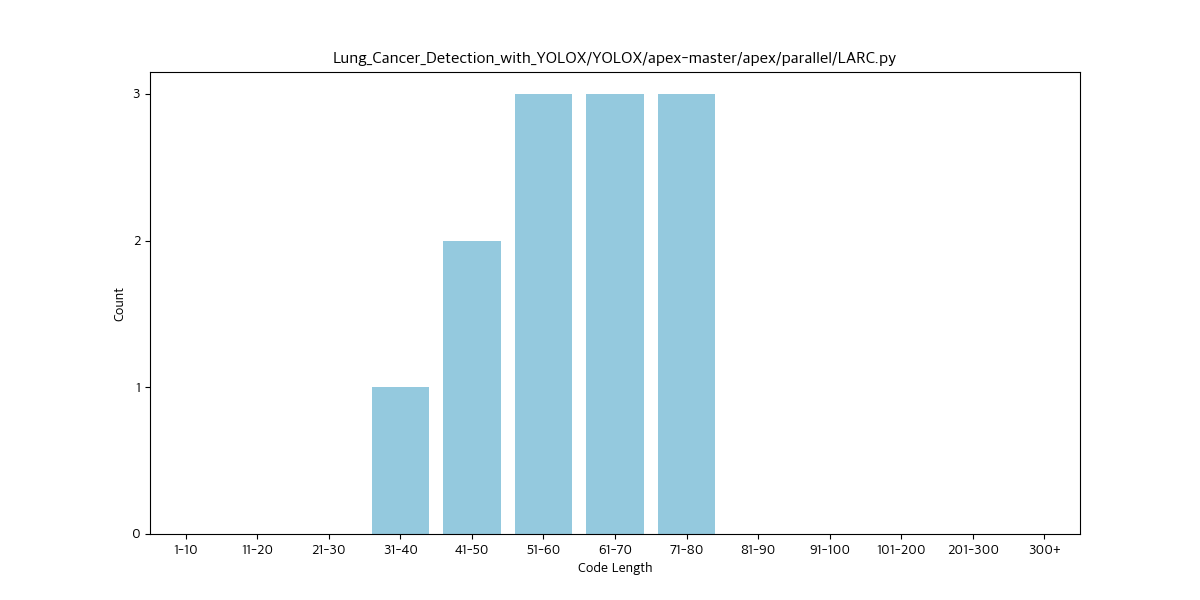 Lung_Cancer_Detection_with_YOLOX/YOLOX/apex-master/apex/parallel/LARC.py
3
2
1
0
Count
1-10 11-20 21-30 31-40 41-50 51-60 61-70 71-80 81-90 91-100 101-200 201-300 300+
Code Length